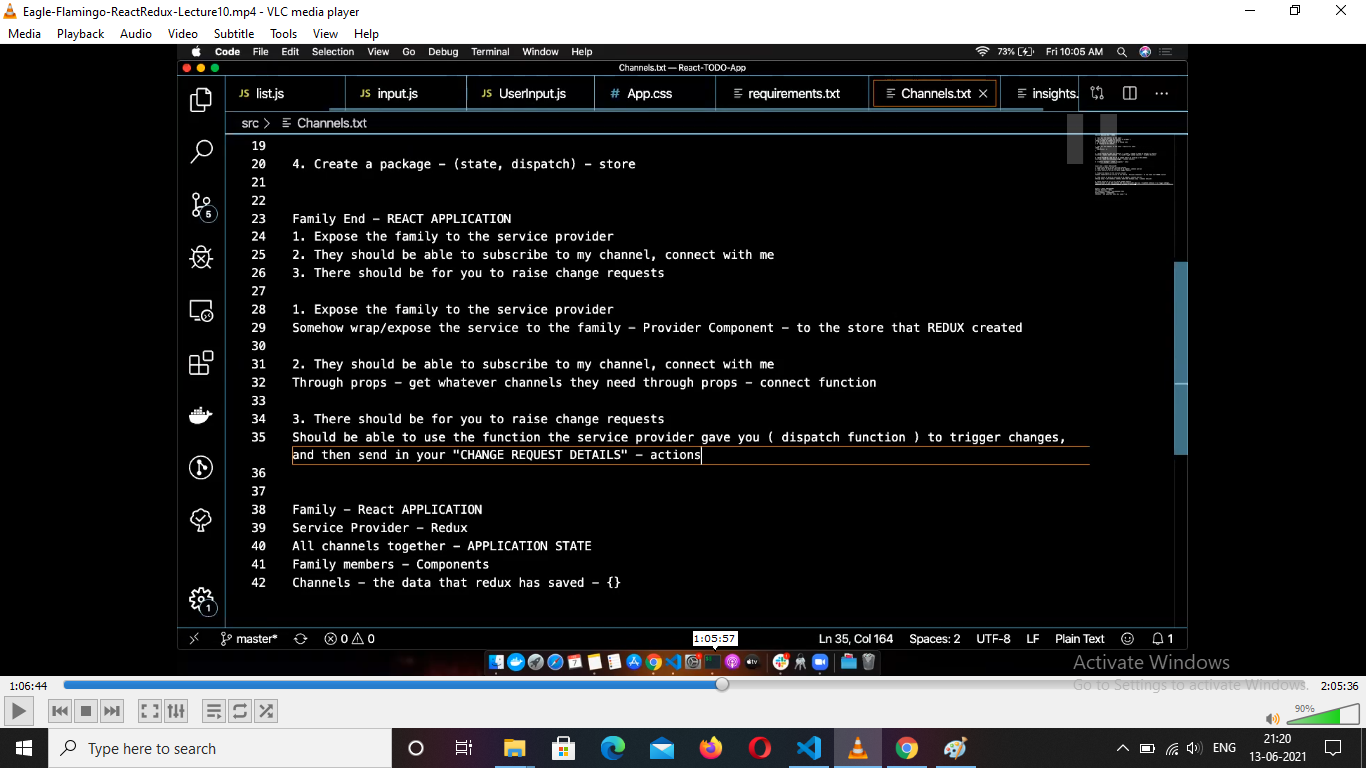 Eagle-Flamingo-ReactRedux-Lecture10.mp4 - VLC media player
Media Playback Audio Video Subtitle Tools View Help
Code File Edit Selection View Go Debug Terminal Window Help 73% Fri 10:05 AM
Channels.txt — React-TODO-App
JS list.js JS input.js JS UserInput.js # App.css requirements.txt Channels.txt insights.
src > Channels.txt
19
20 4. Create a package – (state, dispatch) – store
21
22
23 Family End – REACT APPLICATION
24 1. Expose the family to the service provider
25 2. They should be able to subscribe to my channel, connect with me
26 3. There should be for you to raise change requests
27
28 1. Expose the family to the service provider
29 Somehow wrap/expose the service to the family – Provider Component – to the store that REDUX created
30
31 2. They should be able to subscribe to my channel, connect with me
32 Through props – get whatever channels they need through props – connect function
33
34 3. There should be for you to raise change requests
35 Should be able to use the function the service provider gave you ( dispatch function ) to trigger changes,
and then send in your "CHANGE REQUEST DETAILS" – actions
36
37
38 Family – React APPLICATION
39 Service Provider – Redux
40 All channels together – APPLICATION STATE
41 Family members – Components
42 Channels – the data that redux has saved – {}
5
1
master* 0 0 1:05:57 Ln 35, Col 164 Spaces: 2 UTF-8 LF Plain Text 1
Activate Windows
Go to Settings to activate Windows.
1:06:44 2:05:36
90%
Type here to search ENG 21:20
13-06-2021